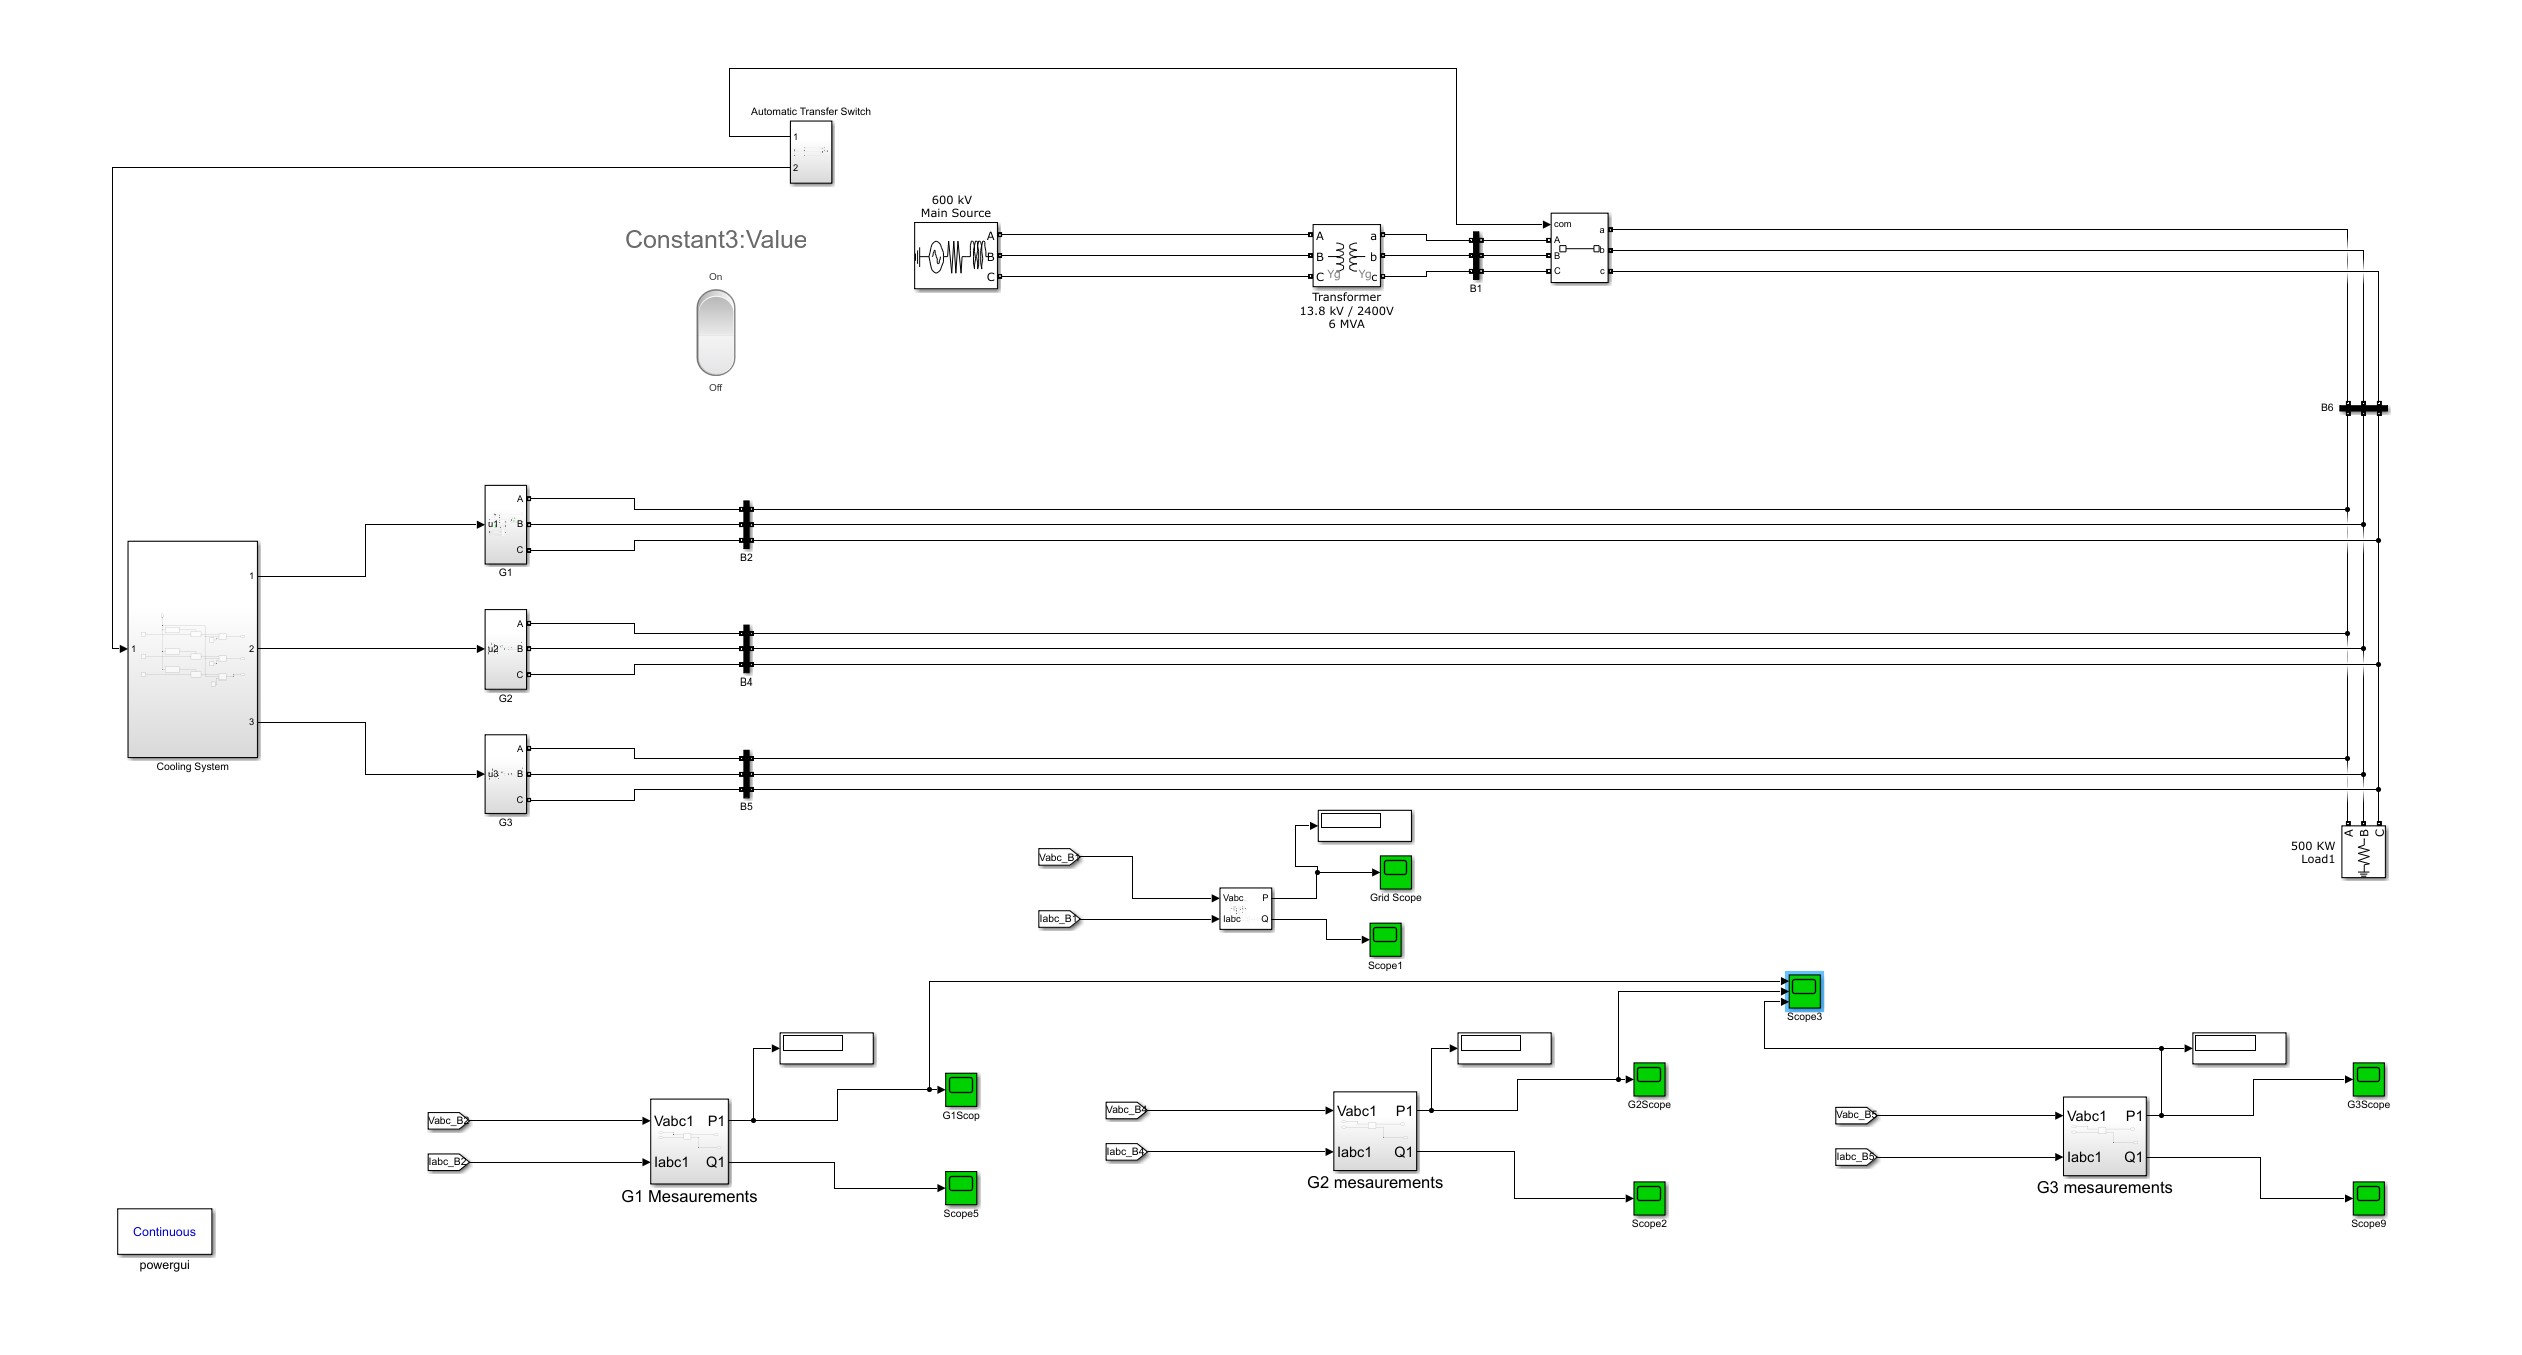 Automatic Transfer Switch
1
2
600 kV
Main Source
A
B
C
A
B
C
Yg
Yg
a
b
c
Transformer
13.8 kV / 2400V
6 MVA
B1
com
A
B
C
a
b
c
Constant3:Value
On
Off
B6
1
1
2
3
Cooling System
u1
A
B
C
G1
B2
u2
A
B
C
G2
B4
u3
A
B
C
G3
B5
A
B
C
500 KW
Load1
Vabc_B1
Iabc_B1
Vabc
Iabc
P
Q
Grid Scope
Scope1
Scope3
Vabc_B2
Iabc_B2
Vabc1
Iabc1
P1
Q1
G1 Mesaurements
G1Scop
Scope5
Vabc_B4
Iabc_B4
Vabc1
Iabc1
P1
Q1
G2 mesaurements
G2Scope
Scope2
Vabc_B5
Iabc_B5
Vabc1
Iabc1
P1
Q1
G3 mesaurements
G3Scope
Scope9
Continuous
powergui